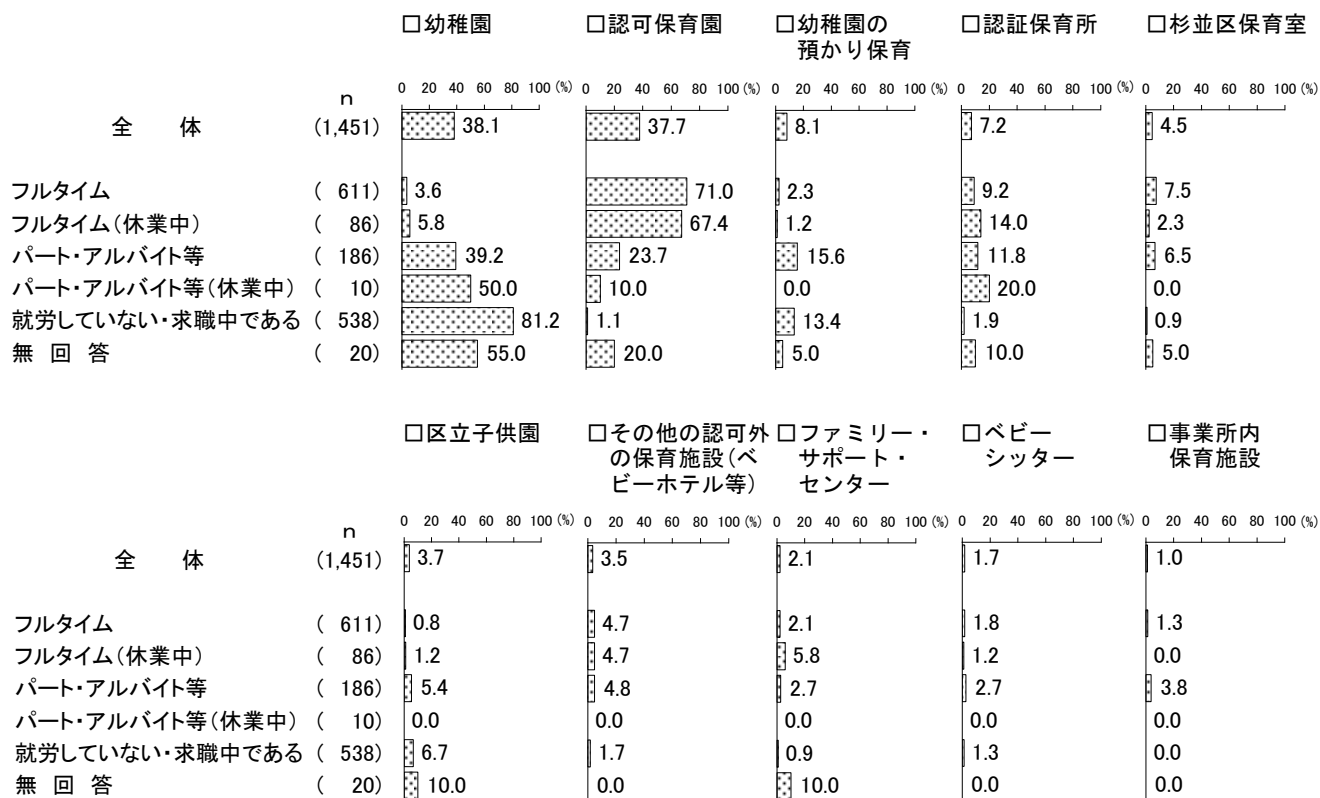 □幼稚園 □認可保育園 □幼稚園の □認証保育所 □杉並区保育室
預かり保育
0 20 40 60 80 100 (%) 0 20 40 60 80 100 (%) 0 20 40 60 80 100 (%) 0 20 40 60 80 100 (%) 0 20 40 60 80 100 (%)
n
全 体 (1,451) 38.1 37.7 8.1 7.2 4.5
フルタイム ( 611) 3.6 71.0 2.3 9.2 7.5
フルタイム(休業中) ( 86) 5.8 67.4 1.2 14.0 2.3
パート・アルバイト等 ( 186) 39.2 23.7 15.6 11.8 6.5
パート・アルバイト等(休業中) ( 10) 50.0 10.0 0.0 20.0 0.0
就労していない・求職中である ( 538) 81.2 1.1 13.4 1.9 0.9
無 回 答 ( 20) 55.0 20.0 5.0 10.0 5.0
□区立子供園 □その他の認可外 □ファミリー・ □ベビー □事業所内
の保育施設(ベ サポート・ シッター 保育施設
ビーホテル等) センター
0 20 40 60 80 100 (%) 0 20 40 60 80 100 (%) 0 20 40 60 80 100 (%) 0 20 40 60 80 100 (%) 0 20 40 60 80 100 (%)
n
全 体 (1,451) 3.7 3.5 2.1 1.7 1.0
フルタイム ( 611) 0.8 4.7 2.1 1.8 1.3
フルタイム(休業中) ( 86) 1.2 4.7 5.8 1.2 0.0
パート・アルバイト等 ( 186) 5.4 4.8 2.7 2.7 3.8
パート・アルバイト等(休業中) ( 10) 0.0 0.0 0.0 0.0 0.0
就労していない・求職中である ( 538) 6.7 1.7 0.9 1.3 0.0
無 回 答 ( 20) 10.0 0.0 10.0 0.0 0.0